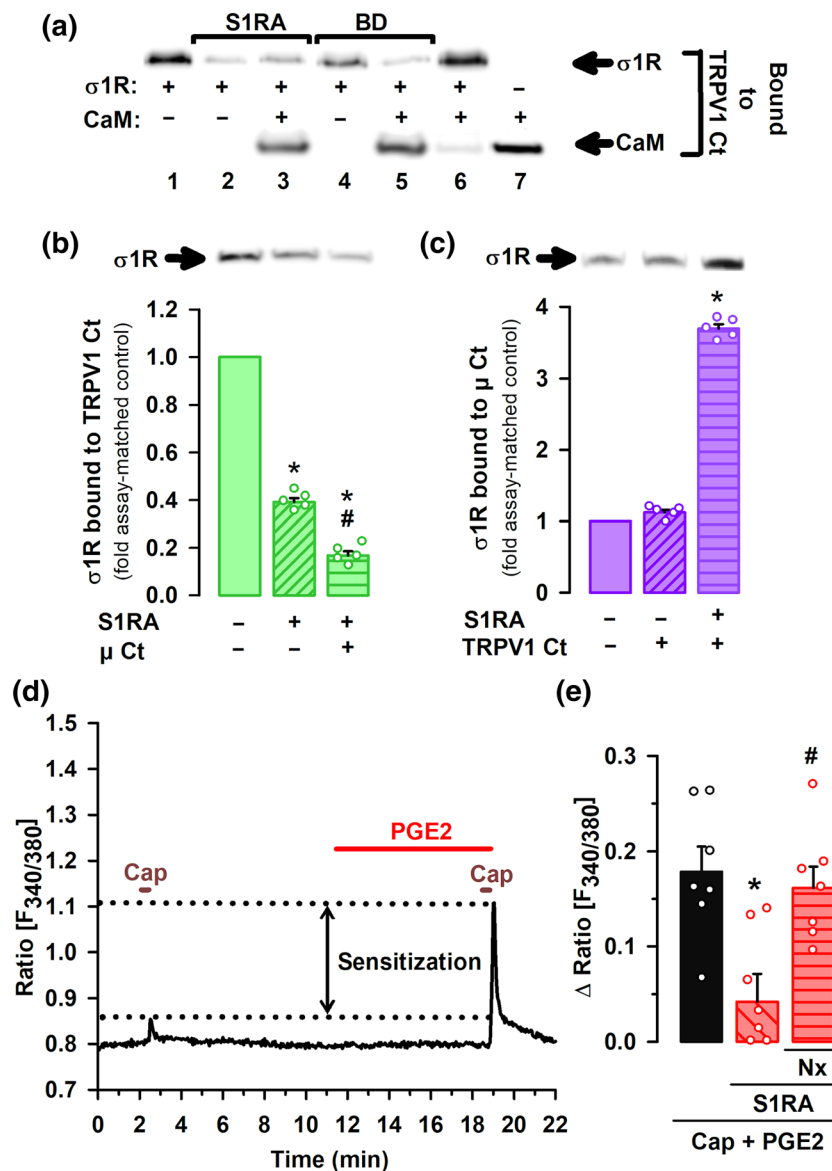 (a)
S1RA BD
σ1R
σ1R: + + + + + + –
CaM: – – + – + + +
CaM
1 2 3 4 5 6 7
Bound
to
TRPV1 Ct
(b)
σ1R
σ1R bound to TRPV1 Ct
(fold assay-matched control)
1.2
1.0
0.8
0.6
0.4
0.2
0.0
*
*
#
S1RA – + +
μ Ct – – +
(c)
σ1R
σ1R bound to μ Ct
(fold assay-matched control)
4
3
2
1
0
*
S1RA – – +
TRPV1 Ct – + +
(d)
Ratio [F340/380]
1.5
1.4
1.3
1.2
1.1
1.0
0.9
0.8
0.7
PGE2
Cap Cap
Sensitization
0 2 4 6 8 10 12 14 16 18 20 22
Time (min)
(e)
Δ Ratio [F340/380]
0.3
0.2
0.1
0.0
*
#
Nx
S1RA
Cap + PGE2